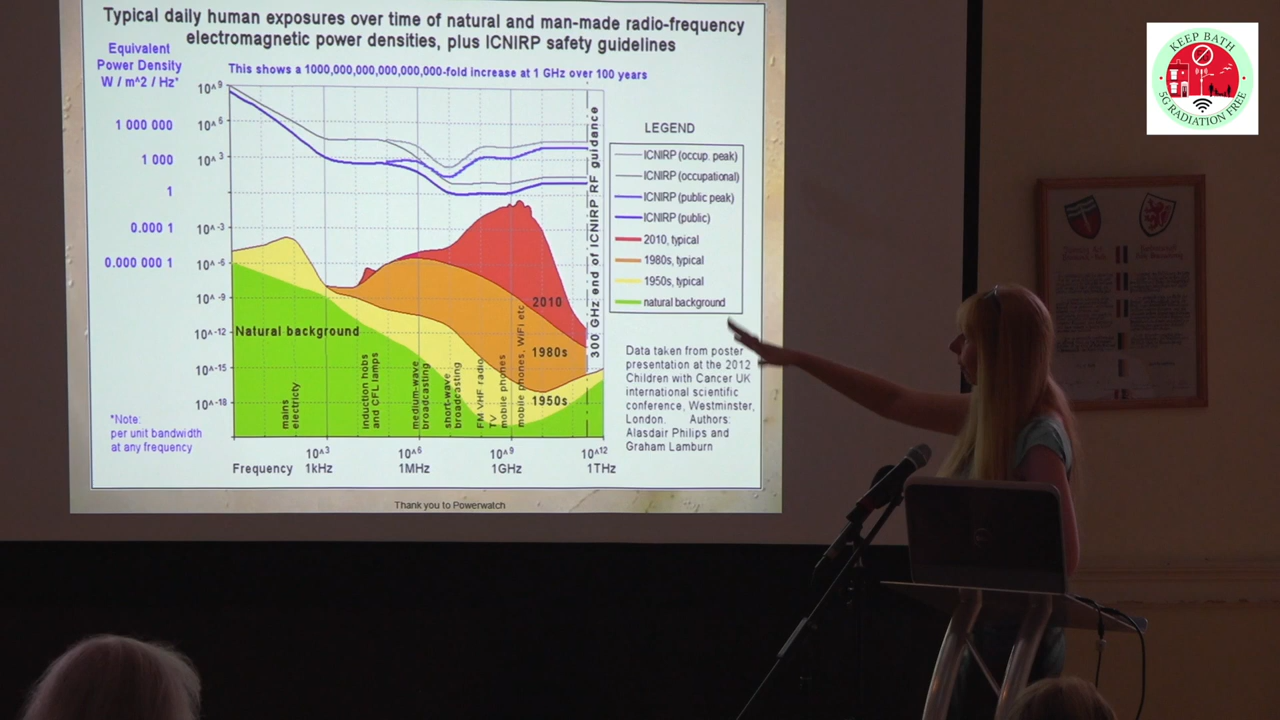 Typical daily human exposures over time of natural and man-made radio-frequency
electromagnetic power densities, plus ICNIRP safety guidelines
This shows a 1000,000,000,000,000,000-fold increase at 1 GHz over 100 years
Equivalent
Power Density
W / m^2 / Hz*
1 000 000
1 000
1
0.000 1
0.000 000 1
*Note:
per unit bandwidth
at any frequency
10^ 9
10^ 6
10^ 3
10^ -3
10^ -6
10^ -9
10^ -12
10^ -15
10^ -18
Natural background
mains
electricity
induction hobs
and CFL lamps
medium-wave
broadcasting
short-wave
broadcasting
FM VHF radio
TV
mobile phones
mobile phones, WiFi etc
2010
1980s
1950s
300 GHz end of ICNIRP RF guidance
10^3
10^6
10^9
10^12
Frequency
1kHz
1MHz
1GHz
1THz
LEGEND
ICNIRP (occup. peak)
ICNIRP (occupational)
ICNIRP (public peak)
ICNIRP (public)
2010, typical
1980s, typical
1950s, typical
natural background
Data taken from poster
presentation at the 2012
Children with Cancer UK
international scientific
conference, Westminster,
London. Authors:
Alasdair Philips and
Graham Lamburn
Thank you to Powerwatch
KEEP BATH
5G RADIATION FREE